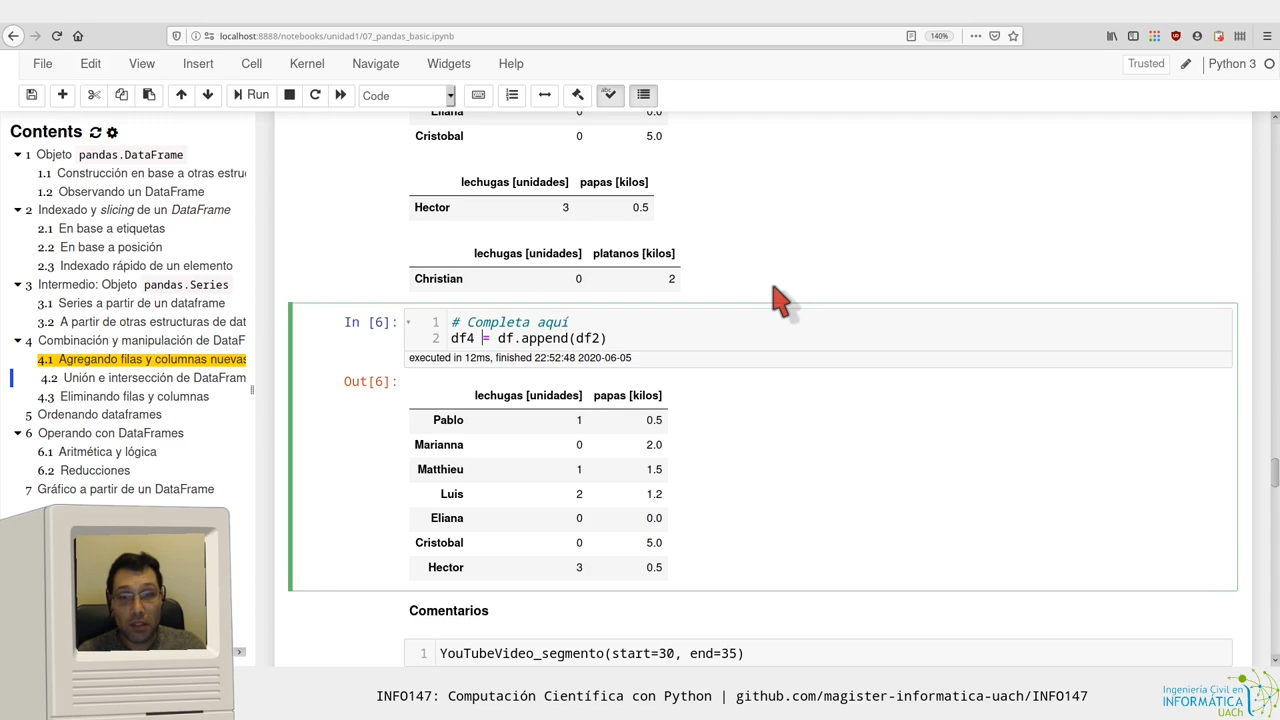 localhost:8888/notebooks/unidad1/07_pandas_basic.ipynb
140%
File Edit View Insert Cell Kernel Navigate Widgets Help
Trusted
Python 3
Run
Code
Contents
1 Objeto pandas.DataFrame
1.1 Construcción en base a otras estru
1.2 Observando un DataFrame
2 Indexado y slicing de un DataFrame
2.1 En base a etiquetas
2.2 En base a posición
2.3 Indexado rápido de un elemento
3 Intermedio: Objeto pandas.Series
3.1 Series a partir de un dataframe
3.2 A partir de otras estructuras de dat
4 Combinación y manipulación de DataF
4.1 Agregando filas y columnas nuevas
4.2 Unión e intersección de DataFram
4.3 Eliminando filas y columnas
5 Ordenando dataframes
6 Operando con DataFrames
6.1 Aritmética y lógica
6.2 Reducciones
7 Gráfico a partir de un DataFrame
Eliana 0 0.0
Cristobal 0 5.0
lechugas [unidades] papas [kilos]
Hector 3 0.5
lechugas [unidades] platanos [kilos]
Christian 0 2
In [6]:
1 # Completa aquí
2 df4 = df.append(df2)
executed in 12ms, finished 22:52:48 2020-06-05
Out[6]:
lechugas [unidades] papas [kilos]
Pablo 1 0.5
Marianna 0 2.0
Matthieu 1 1.5
Luis 2 1.2
Eliana 0 0.0
Cristobal 0 5.0
Hector 3 0.5
Comentarios
1 YouTubeVideo_segmento(start=30, end=35)
INFO147: Computación Científica con Python | github.com/magister-informatica-uach/INFO147
Ingeniería Civil en
INFORMÁTICA
UACh